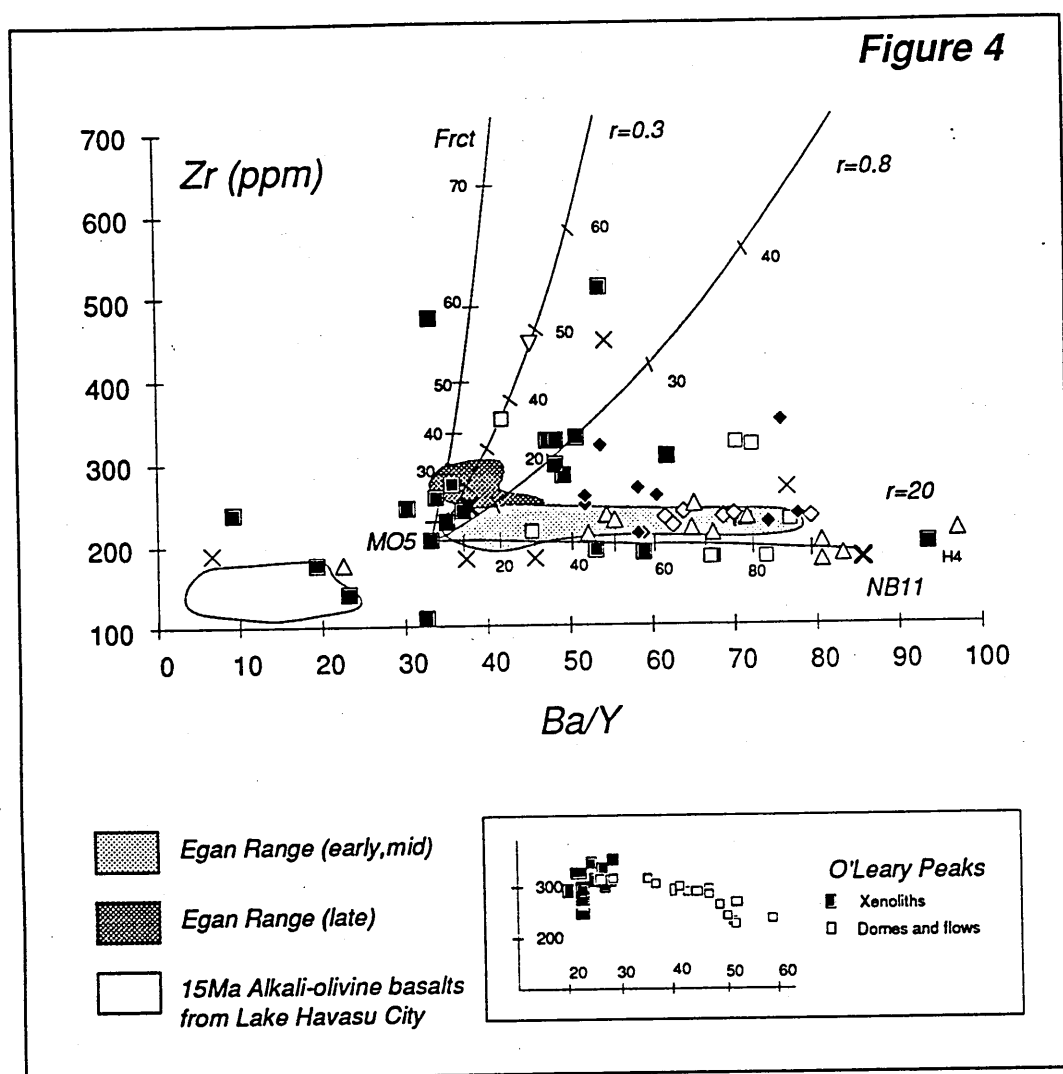 Figure 4
Zr (ppm)
700
600
500
400
300
200
100
Frct
r=0.3
r=0.8
r=20
70
60
50
40
30
60
50
40
20
40
30
MO5
20
40
60
80
NB11
H4
0
10
20
30
40
50
60
70
80
90
100
Ba/Y
Egan Range (early,mid)
Egan Range (late)
15Ma Alkali-olivine basalts
from Lake Havasu City
O'Leary Peaks
Xenoliths
Domes and flows
300
200
20
30
40
50
60